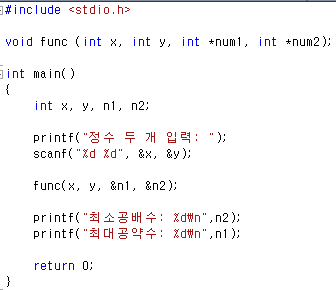 #include <stdio.h>
void func (int x, int y, int *num1, int *num2);
int main()
{
int x, y, n1, n2;
printf("정수 두 개 입력: ");
scanf("%d %d", &x, &y);
func(x, y, &n1, &n2);
printf("최소공배수: %d₩n",n2);
printf("최대공약수: %d₩n",n1);
return 0;
}